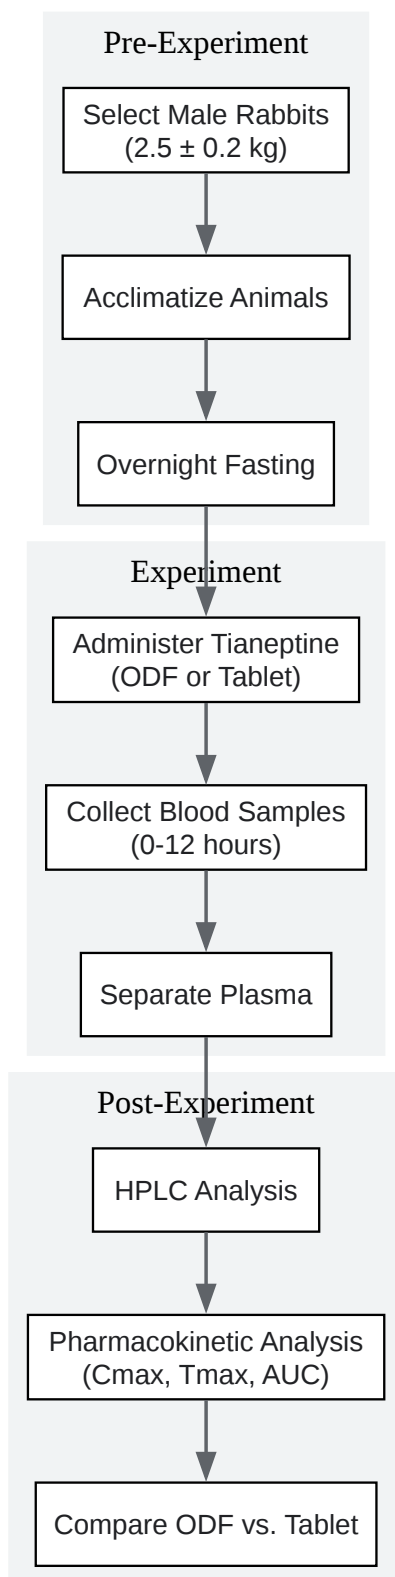 Pre-Experiment
Select Male Rabbits
(2.5 ± 0.2 kg)
Acclimatize Animals
Overnight Fasting
Experiment
Administer Tianeptine
(ODF or Tablet)
Collect Blood Samples
(0-12 hours)
Separate Plasma
Post-Experiment
HPLC Analysis
Pharmacokinetic Analysis
(Cmax, Tmax, AUC)
Compare ODF vs. Tablet